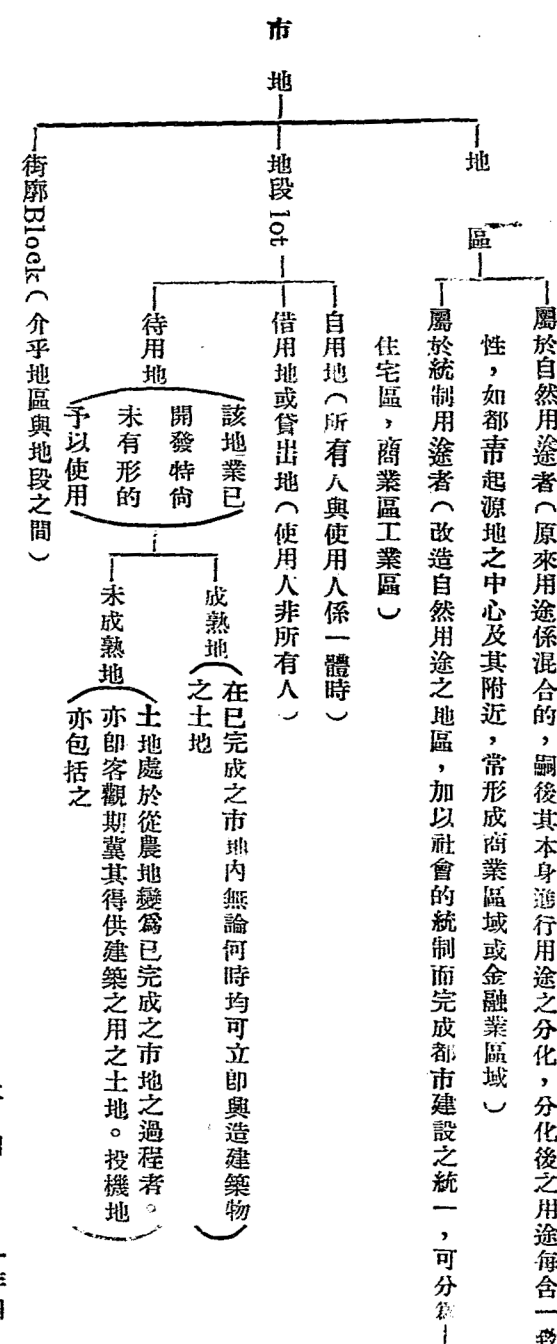 市地
地區
屬於自然用途者（原來用途係混合的，嗣後其本身進行用途之分化，分化後之用途每含一致
性，如都市起源地之中心及其附近，常形成商業區域或金融業區域）
屬於統制用途者（改造自然用途之地區，加以社會的統制而完成都市建設之統一，可分爲
住宅區，商業區工業區）
地段 lot
自用地（所有人與使用人係一體時）
借用地或貸出地（使用人非所有人）
待用地
該地業已
開發特尙
未有形的
予以使用
成熟地
在已完成之市地內無論何時均可立卽興造建築物
之土地
未成熟地
土地處於從農地變爲已完成之市地之過程者。
亦卽客觀期冀其得供建築之用之土地。投機地
亦包括之
街廓Block（介乎地區與地段之間）